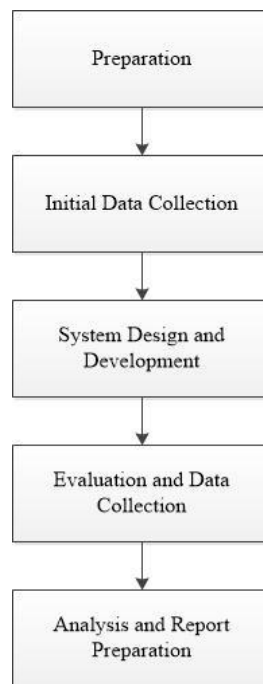 Preparation
Initial Data Collection
System Design and
Development
Evaluation and Data
Collection
Analysis and Report
Preparation